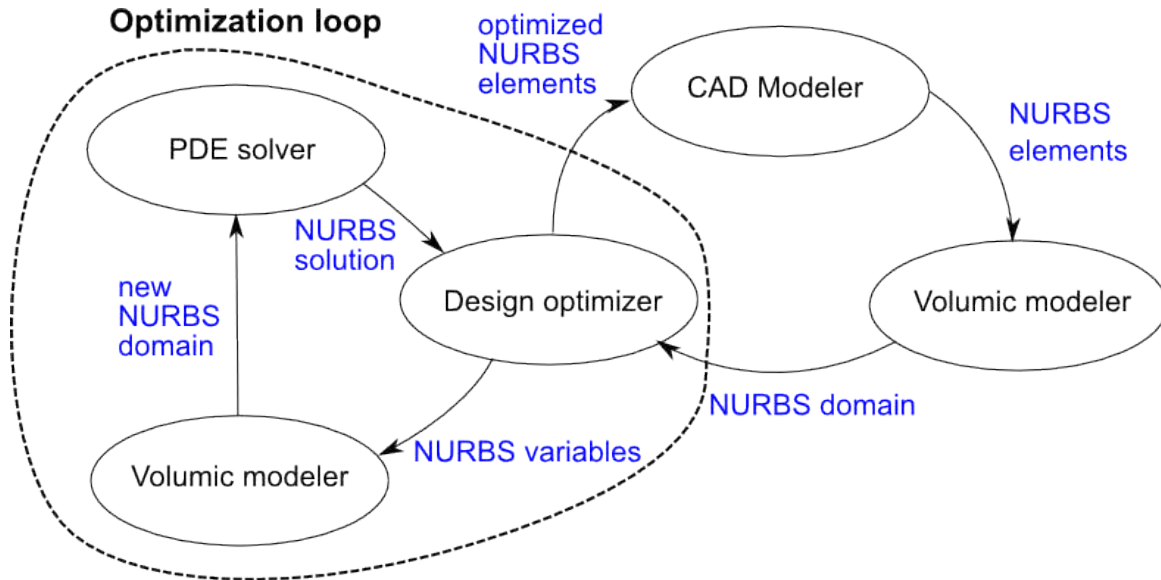 Optimization loop
optimized
NURBS
elements
CAD Modeler
NURBS
elements
PDE solver
NURBS
solution
new
NURBS
domain
Design optimizer
Volumic modeler
NURBS domain
NURBS variables
Volumic modeler